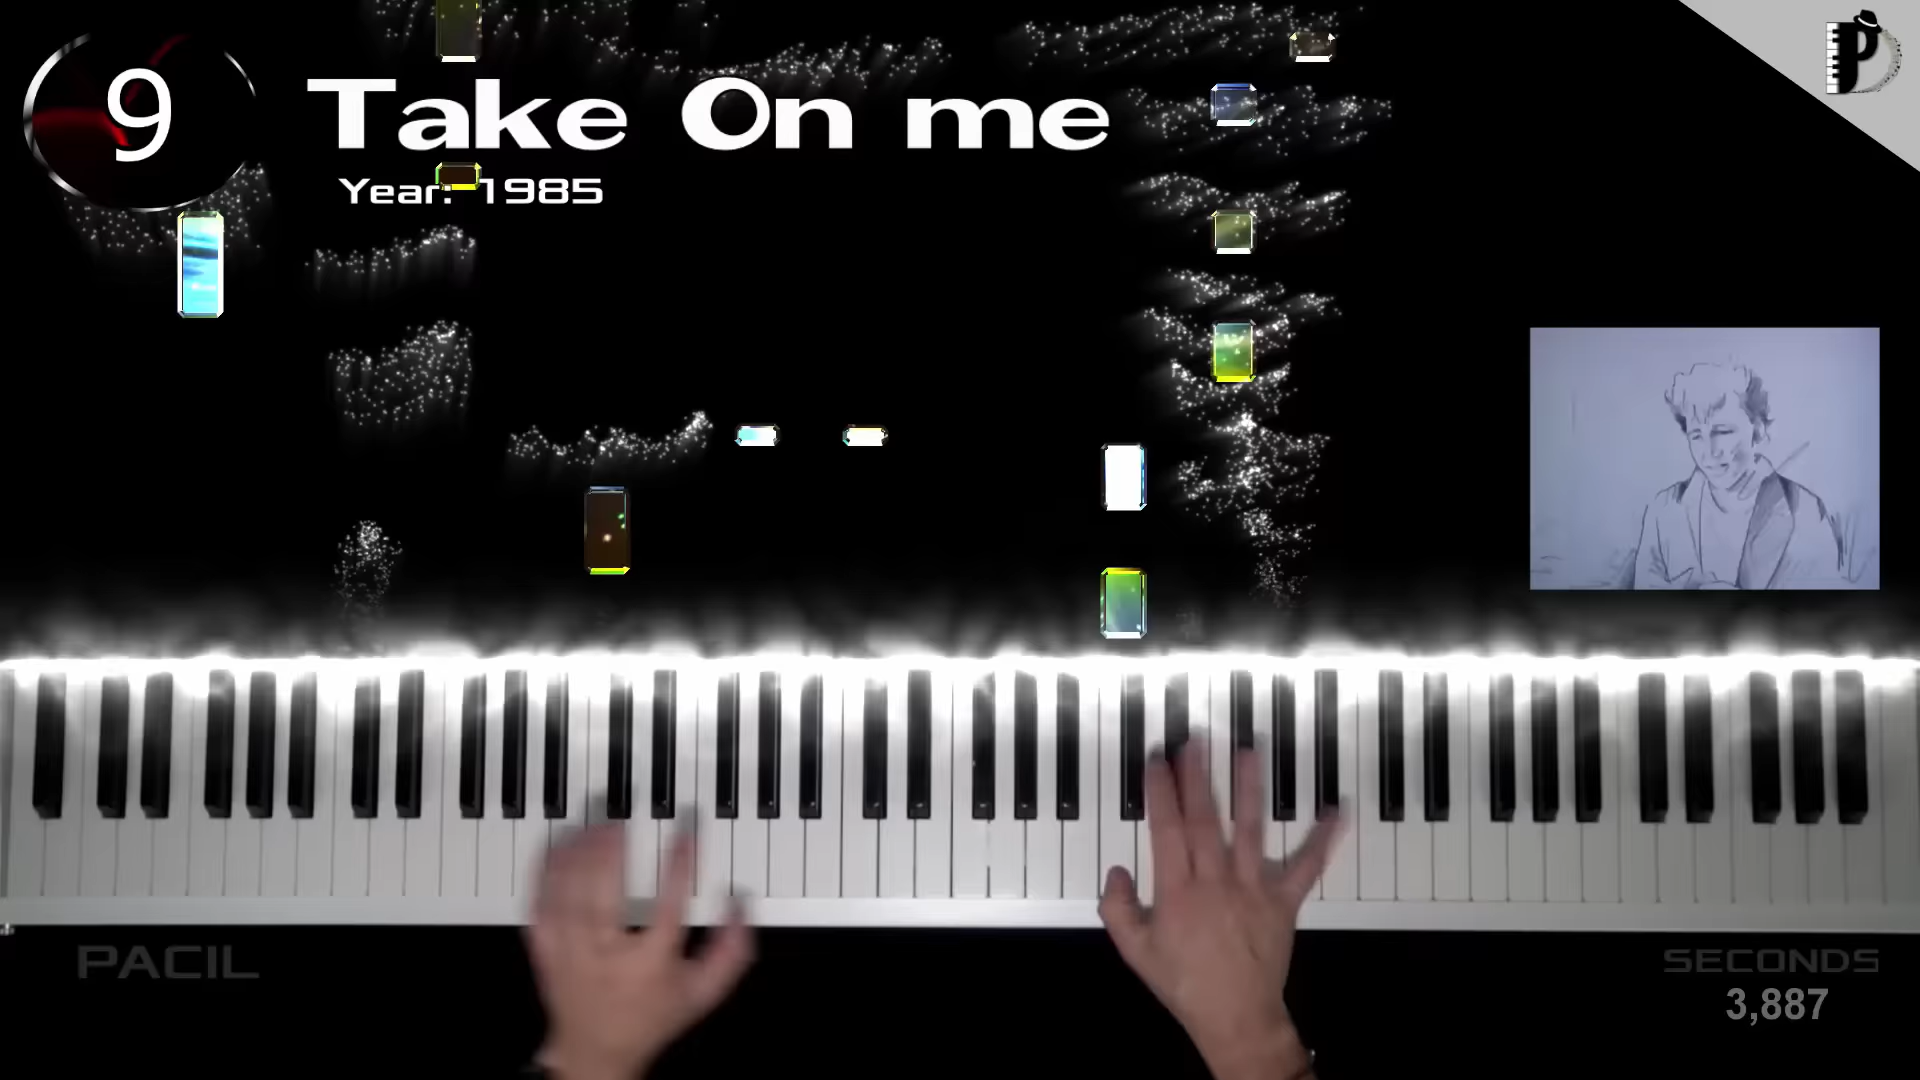 9
Take On me
Year: 1985
PACIL
SECONDS
3,887